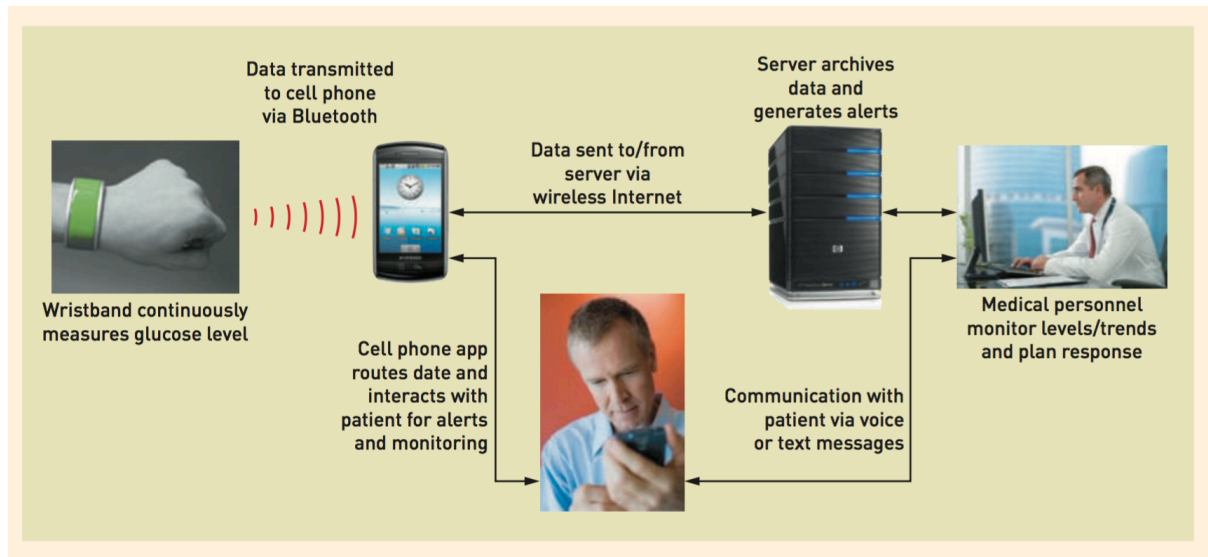 Data transmitted
to cell phone
via Bluetooth
Server archives
data and
generates alerts
Data sent to/from
server via
wireless Internet
Wristband continuously
measures glucose level
Medical personnel
monitor levels/trends
and plan response
Cell phone app
routes date and
interacts with
patient for alerts
and monitoring
Communication with
patient via voice
or text messages